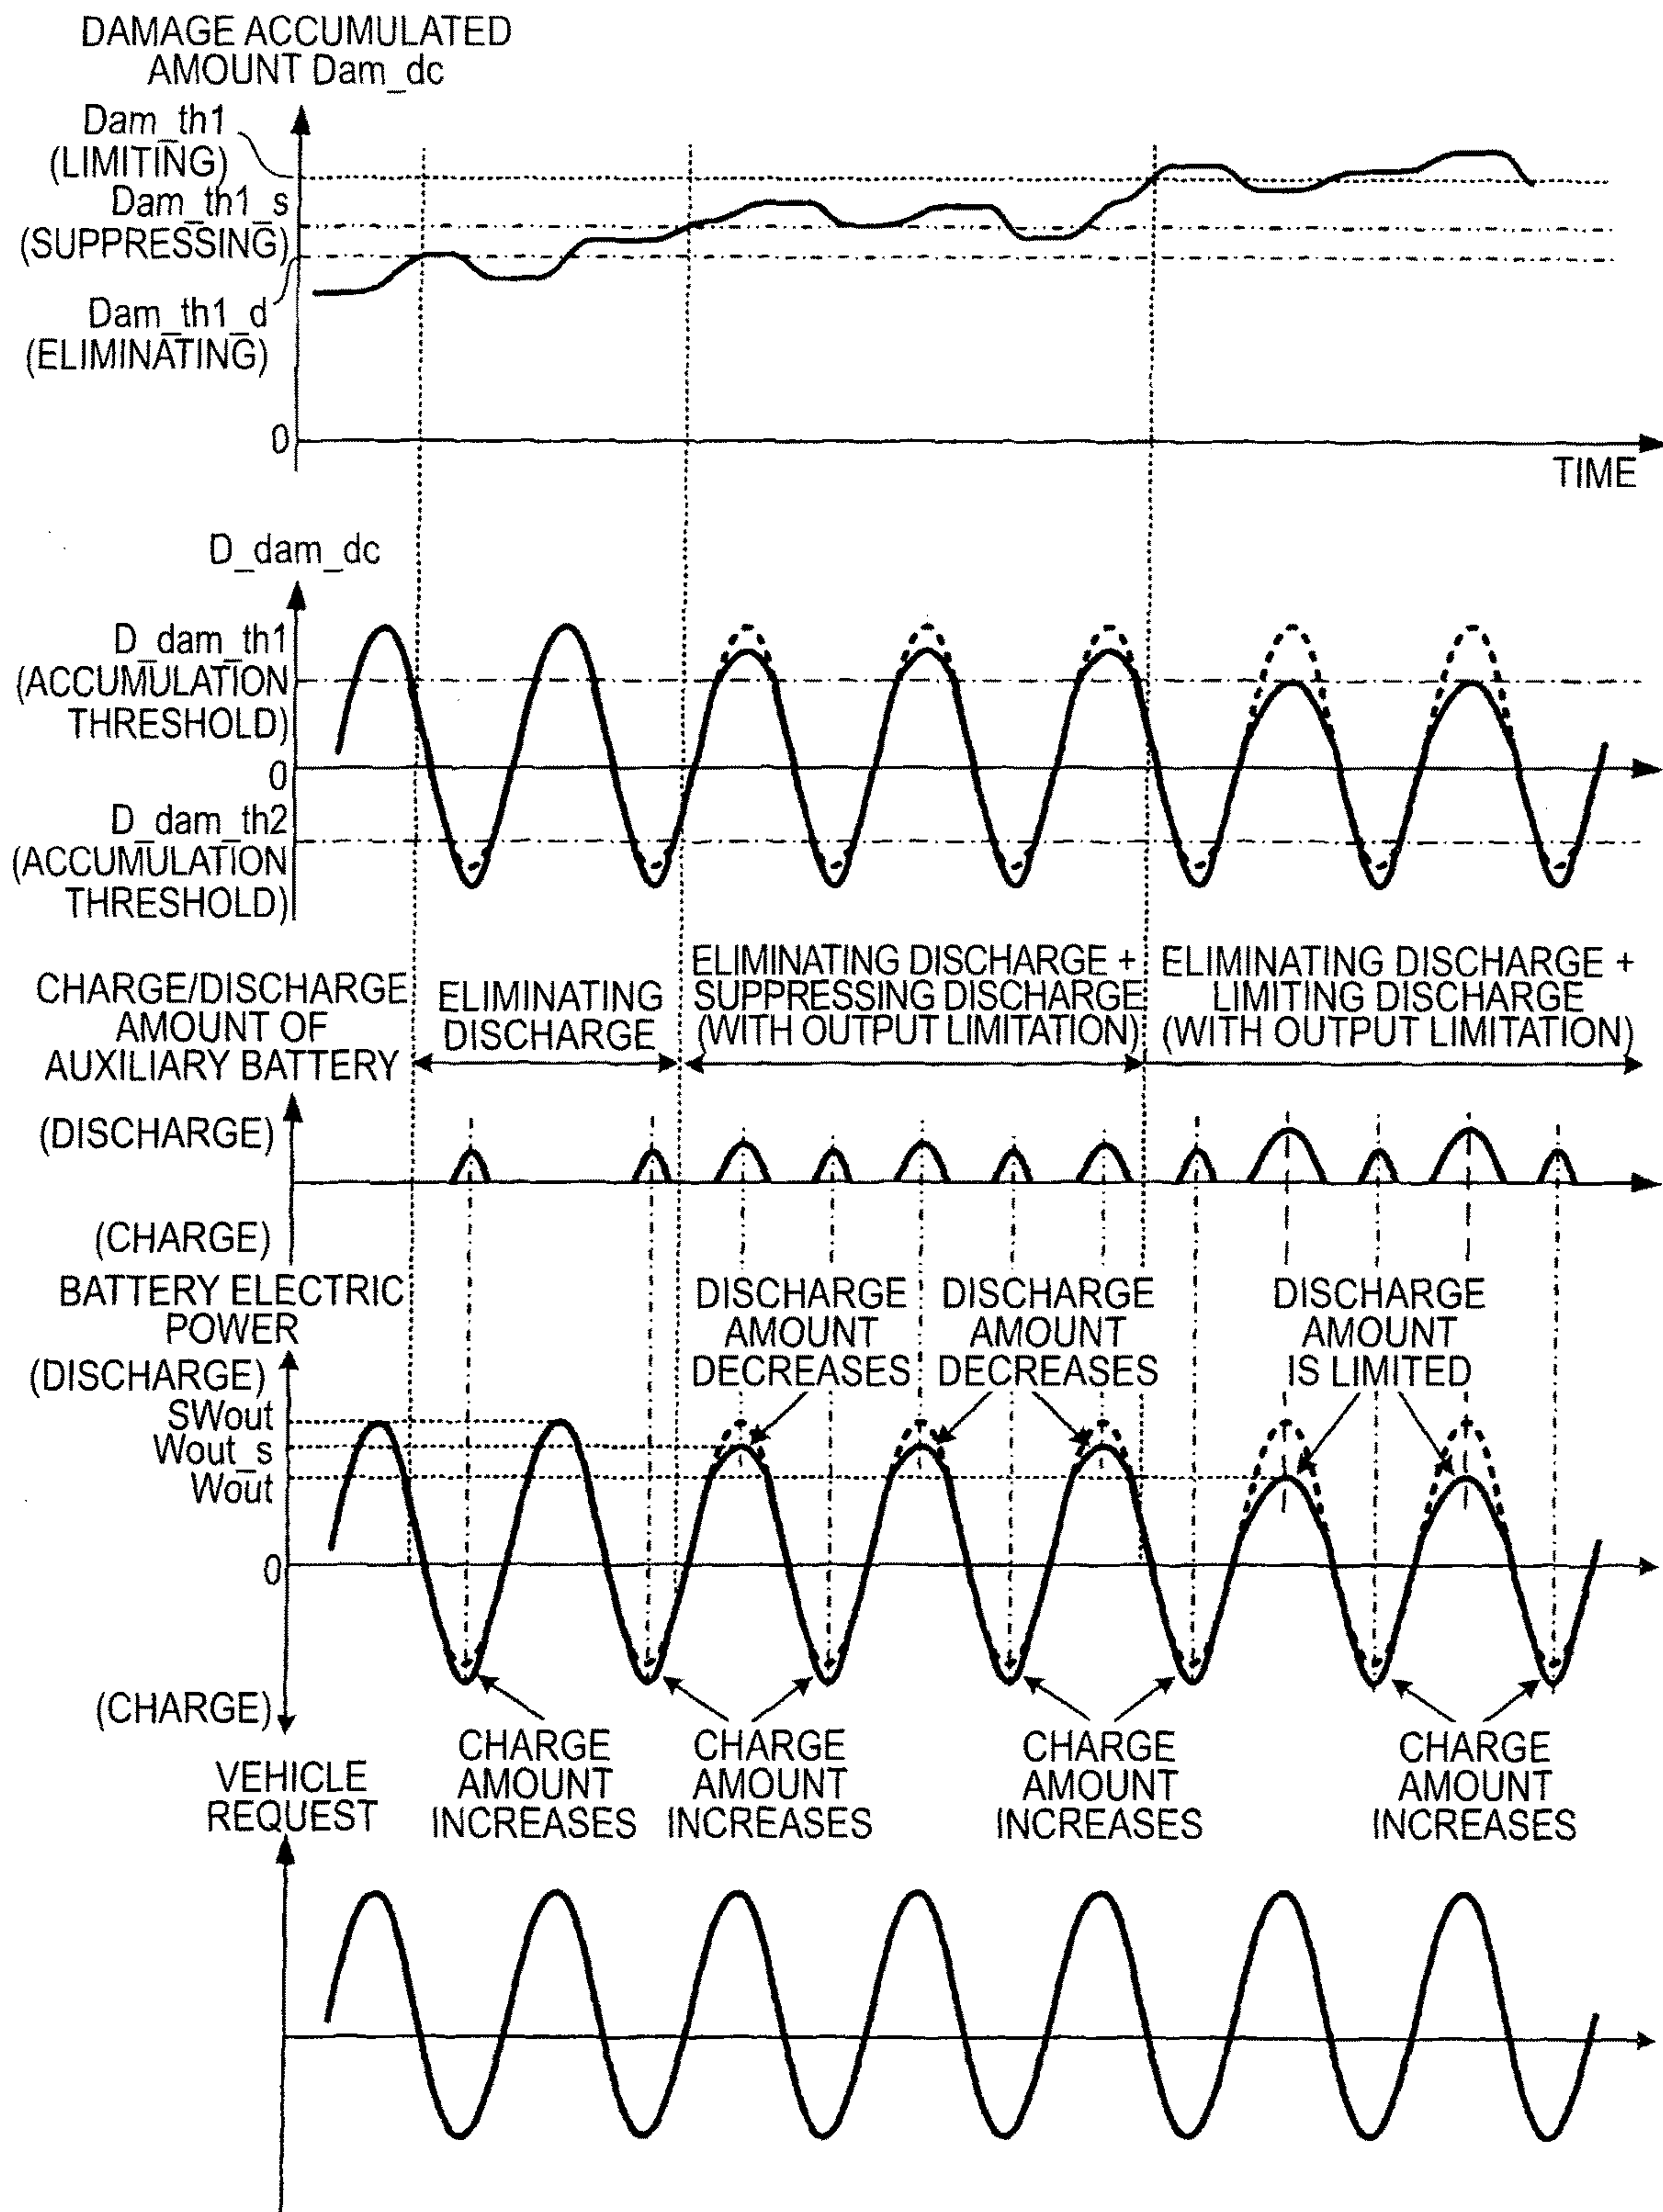 DAMAGE ACCUMULATED
AMOUNT Dam_dc
Dam_th1
(LIMITING)
Dam_th1_s
(SUPPRESSING)
Dam_th1_d
(ELIMINATING)
0
TIME
D_dam_dc
D_dam_th1
(ACCUMULATION
THRESHOLD)
0
D_dam_th2
(ACCUMULATION
THRESHOLD)
CHARGE/DISCHARGE
AMOUNT OF
AUXILIARY BATTERY
ELIMINATING
DISCHARGE
ELIMINATING DISCHARGE +
SUPPRESSING DISCHARGE
(WITH OUTPUT LIMITATION)
ELIMINATING DISCHARGE +
LIMITING DISCHARGE
(WITH OUTPUT LIMITATION)
(DISCHARGE)
(CHARGE)
BATTERY ELECTRIC
POWER
(DISCHARGE)
SWout
Wout_s
Wout
0
(CHARGE)
DISCHARGE
AMOUNT
DECREASES
DISCHARGE
AMOUNT
DECREASES
DISCHARGE
AMOUNT
IS LIMITED
CHARGE
AMOUNT
INCREASES
CHARGE
AMOUNT
INCREASES
CHARGE
AMOUNT
INCREASES
CHARGE
AMOUNT
INCREASES
VEHICLE
REQUEST